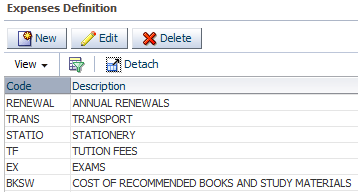 Expenses Definition
New Edit Delete
View Detach
Code Description
RENEWAL ANNUAL RENEWALS
TRANS TRANSPORT
STATIO STATIONERY
TF TUTION FEES
EX EXAMS
BKSW COST OF RECOMMENDED BOOKS AND STUDY MATERIALS